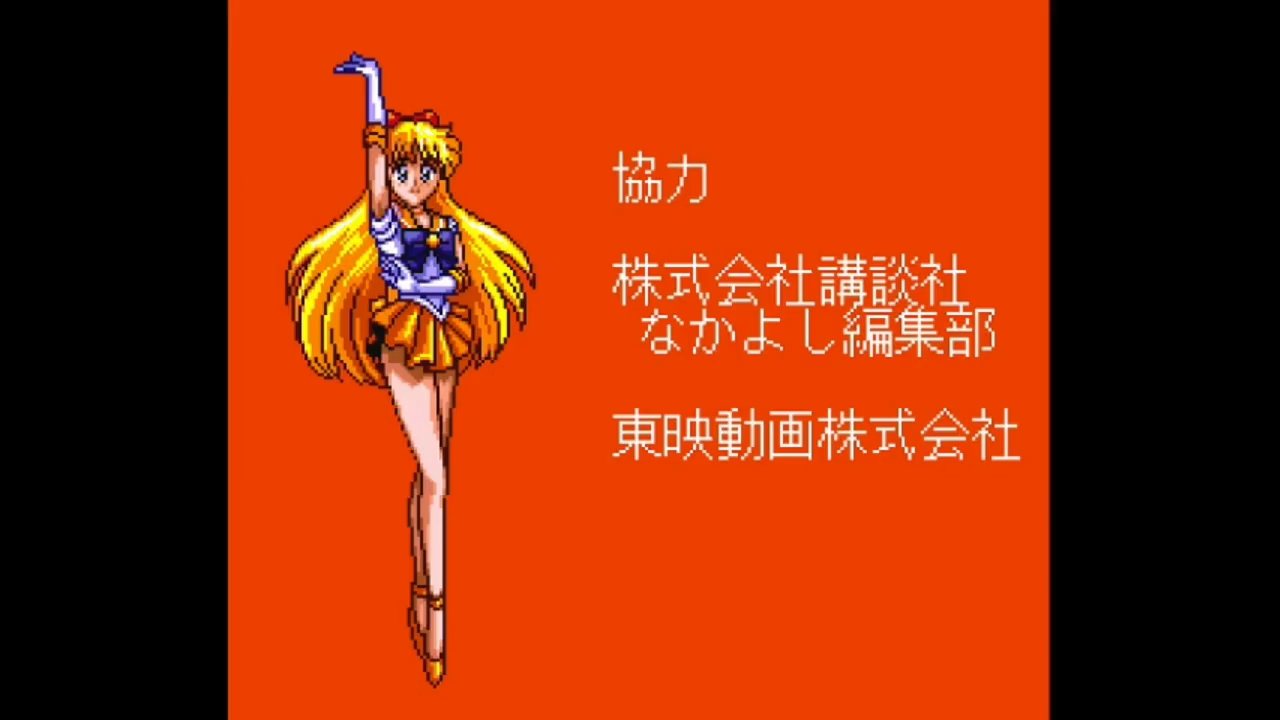 協力
株式会社講談社
なかよし編集部
東映動画株式会社